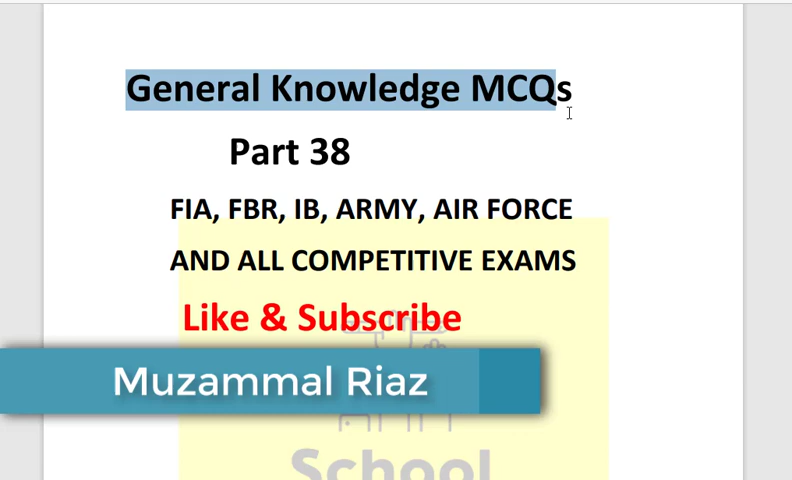 General Knowledge MCQs
Part 38
FIA, FBR, IB, ARMY, AIR FORCE
AND ALL COMPETITIVE EXAMS
Like & Subscribe
Muzammal Riaz
School